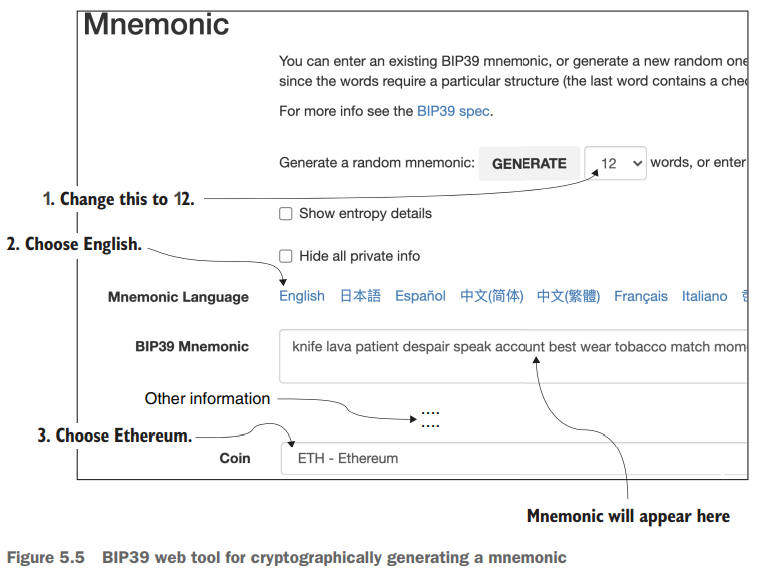 Mnemonic
You can enter an existing BIP39 mnemonic, or generate a new random one
since the words require a particular structure (the last word contains a che
For more info see the BIP39 spec.
Generate a random mnemonic: GENERATE 12 words, or enter
1. Change this to 12.
Show entropy details
2. Choose English.
Hide all private info
Mnemonic Language English 日本語 Español 中文(简体) 中文(繁體) Français Italiano
BIP39 Mnemonic knife lava patient despair speak account best wear tobacco match mom
Other information ....
....
3. Choose Ethereum.
Coin ETH - Ethereum
Mnemonic will appear here
Figure 5.5 BIP39 web tool for cryptographically generating a mnemonic